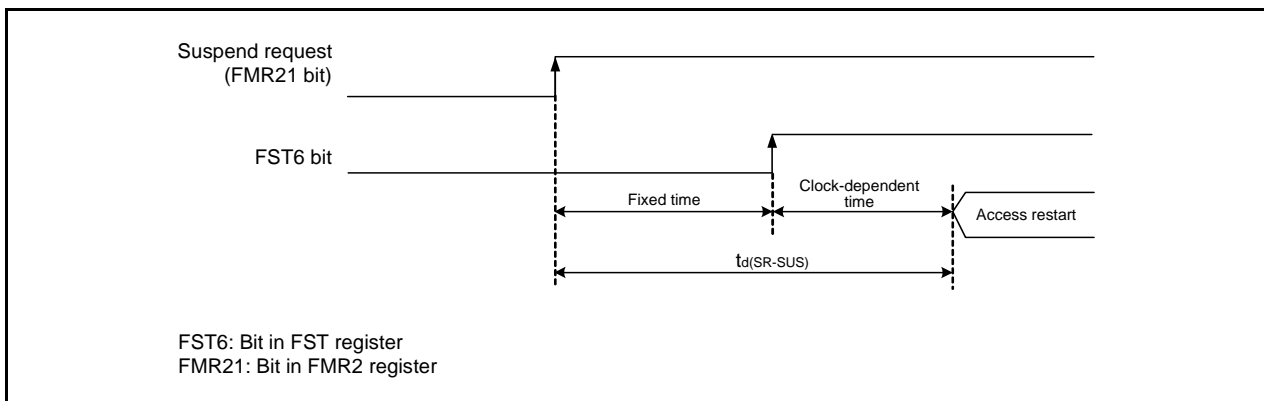 Suspend request
(FMR21 bit)
FST6 bit
Fixed time
Clock-dependent
time
Access restart
td(SR-SUS)
FST6: Bit in FST register
FMR21: Bit in FMR2 register